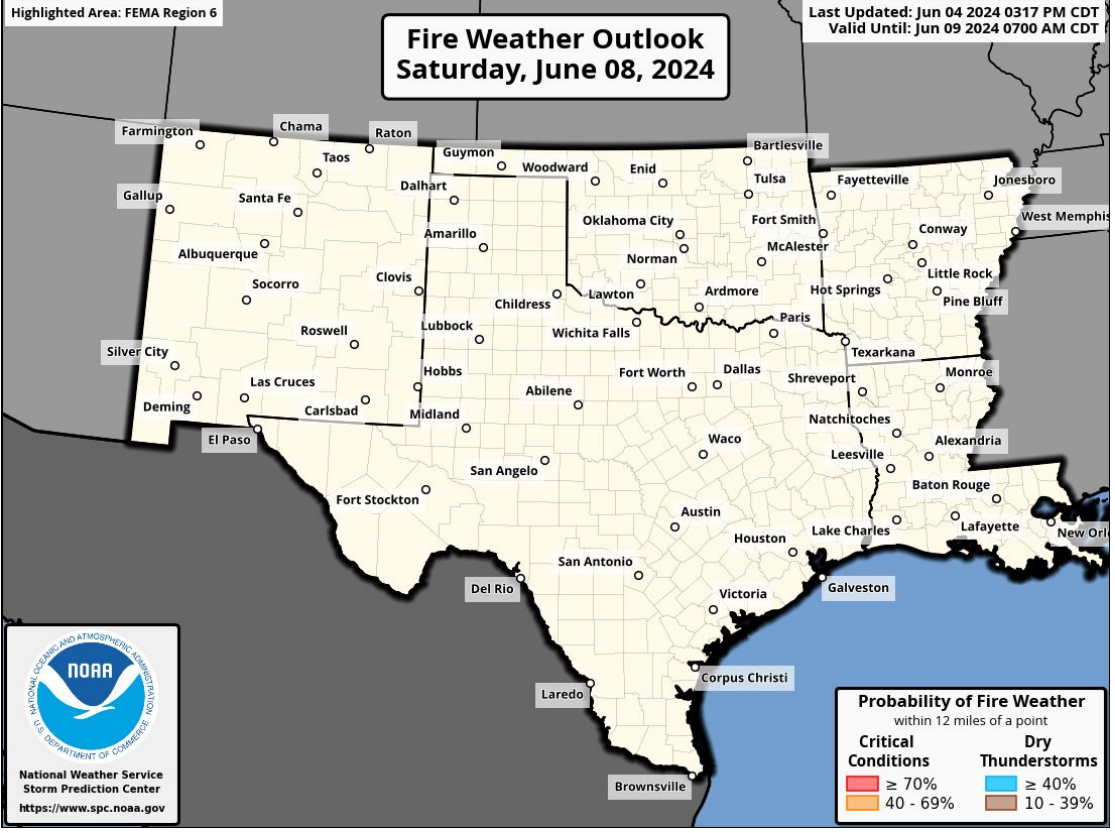 Highlighted Area: FEMA Region 6
Last Updated: Jun 04 2024 0317 PM CDT
Valid Until: Jun 09 2024 0700 AM CDT
Fire Weather Outlook
Saturday, June 08, 2024
Farmington
Chama
Raton
Taos
Guymon
Woodward
Enid
Bartlesville
Tulsa
Fayetteville
Jonesboro
Gallup
Santa Fe
Dalhart
Oklahoma City
Fort Smith
West Memphis
Albuquerque
Amarillo
Norman
McAlester
Conway
Socorro
Clovis
Childress
Lawton
Ardmore
Hot Springs
Little Rock
Pine Bluff
Roswell
Lubbock
Wichita Falls
Paris
Texarkana
Silver City
Las Cruces
Hobbs
Fort Worth
Dallas
Shreveport
Monroe
Deming
Carlsbad
Midland
Abilene
Natchitoches
El Paso
Waco
Leesville
Alexandria
San Angelo
Baton Rouge
Fort Stockton
Austin
Houston
Lake Charles
Lafayette
New Orl
San Antonio
Del Rio
Galveston
Victoria
Laredo
Corpus Christi
Brownsville
NATIONAL OCEANIC AND ATMOSPHERIC ADMINISTRATION
NOAA
U.S. DEPARTMENT OF COMMERCE
National Weather Service
Storm Prediction Center
https://www.spc.noaa.gov
Probability of Fire Weather
within 12 miles of a point
Critical Conditions
Dry Thunderstorms
≥ 70%
≥ 40%
40 - 69%
10 - 39%